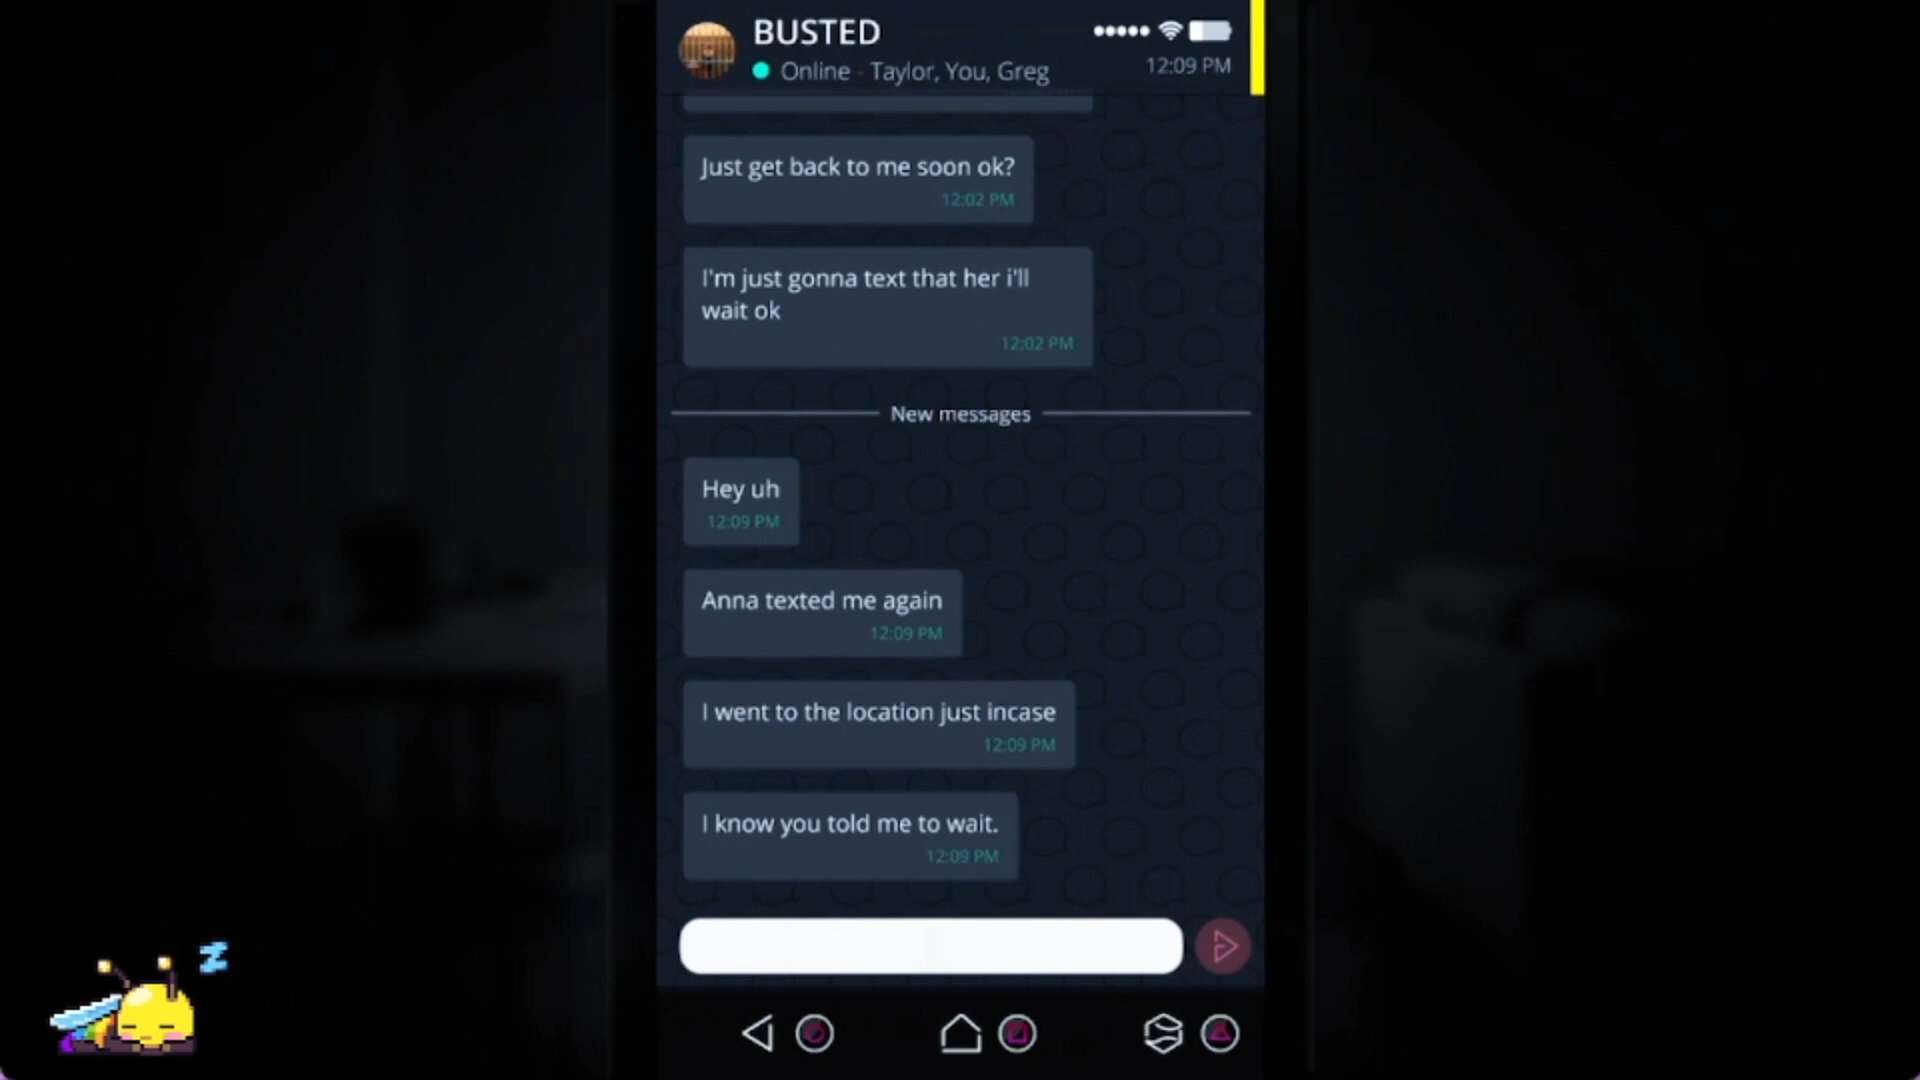 BUSTED
Online - Taylor, You, Greg
12:09 PM
Just get back to me soon ok?
12:02 PM
I'm just gonna text that her i'll
wait ok
12:02 PM
New messages
Hey uh
12:09 PM
Anna texted me again
12:09 PM
I went to the location just incase
12:09 PM
I know you told me to wait.
12:09 PM
Z